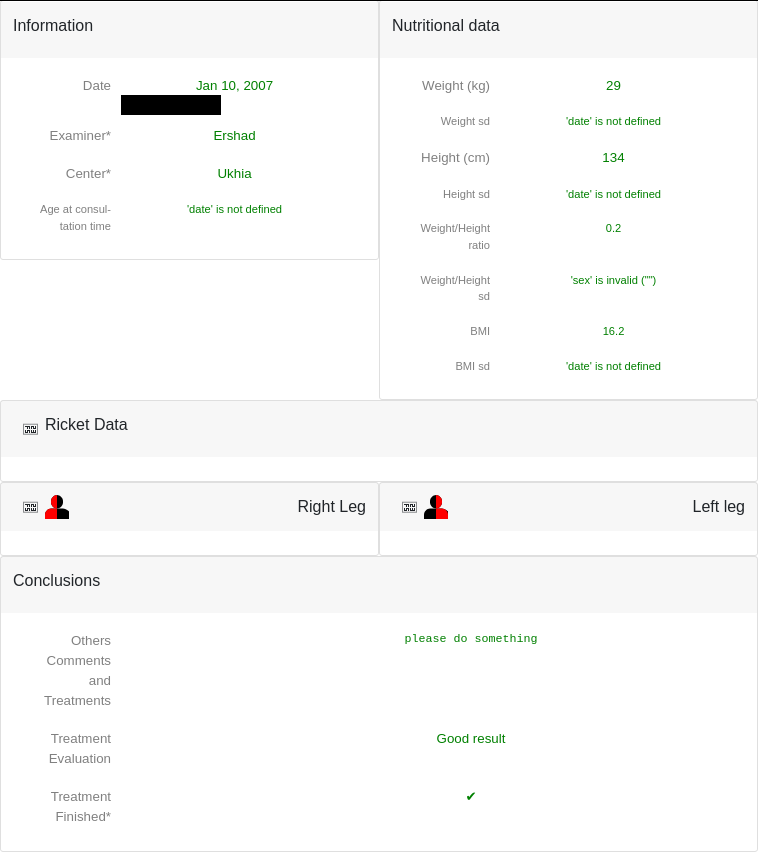 Information
Date Jan 10, 2007
Examiner* Ershad
Center* Ukhia
Age at consul-
tation time 'date' is not defined
Nutritional data
Weight (kg) 29
Weight sd 'date' is not defined
Height (cm) 134
Height sd 'date' is not defined
Weight/Height
ratio 0.2
Weight/Height
sd 'sex' is invalid ("")
BMI 16.2
BMI sd 'date' is not defined
Ricket Data
Right Leg
Left leg
Conclusions
Others
Comments
and
Treatments please do something
Treatment
Evaluation Good result
Treatment
Finished* ✔